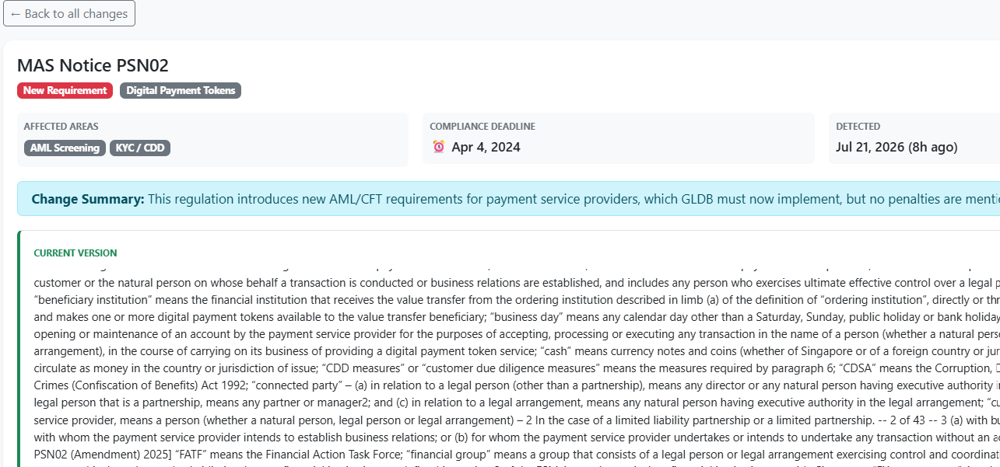 ← Back to all changes
MAS Notice PSN02
New Requirement Digital Payment Tokens
AFFECTED AREAS
AML Screening KYC / CDD
COMPLIANCE DEADLINE
Apr 4, 2024
DETECTED
Jul 21, 2026 (8h ago)
Change Summary: This regulation introduces new AML/CFT requirements for payment service providers, which GLDB must now implement, but no penalties are menti
CURRENT VERSION
customer or the natural person on whose behalf a transaction is conducted or business relations are established, and includes any person who exercises ultimate effective control over a legal p
“beneficiary institution” means the financial institution that receives the value transfer from the ordering institution described in limb (a) of the definition of “ordering institution”, directly or thr
and makes one or more digital payment tokens available to the value transfer beneficiary; “business day” means any calendar day other than a Saturday, Sunday, public holiday or bank holiday
opening or maintenance of an account by the payment service provider for the purposes of accepting, processing or executing any transaction in the name of a person (whether a natural pers
arrangement), in the course of carrying on its business of providing a digital payment token service; “cash” means currency notes and coins (whether of Singapore or of a foreign country or jur
circulate as money in the country or jurisdiction of issue; “CDD measures” or “customer due diligence measures” means the measures required by paragraph 6; “CDSA” means the Corruption,
Crimes (Confiscation of Benefits) Act 1992; “connected party” – (a) in relation to a legal person (other than a partnership), means any director or any natural person having executive authority i
legal person that is a partnership, means any partner or manager2; and (c) in relation to a legal arrangement, means any natural person having executive authority in the legal arrangement; “cu
service provider, means a person (whether a natural person, legal person or legal arrangement) – 2 In the case of a limited liability partnership or a limited partnership. -- 2 of 43 -- 3 (a) with bu
with whom the payment service provider intends to establish business relations; or (b) for whom the payment service provider undertakes or intends to undertake any transaction without an ac
PSN02 (Amendment) 2025] “FATF” means the Financial Action Task Force; “financial group” means a group that consists of a legal person or legal arrangement exercising control and coordinat